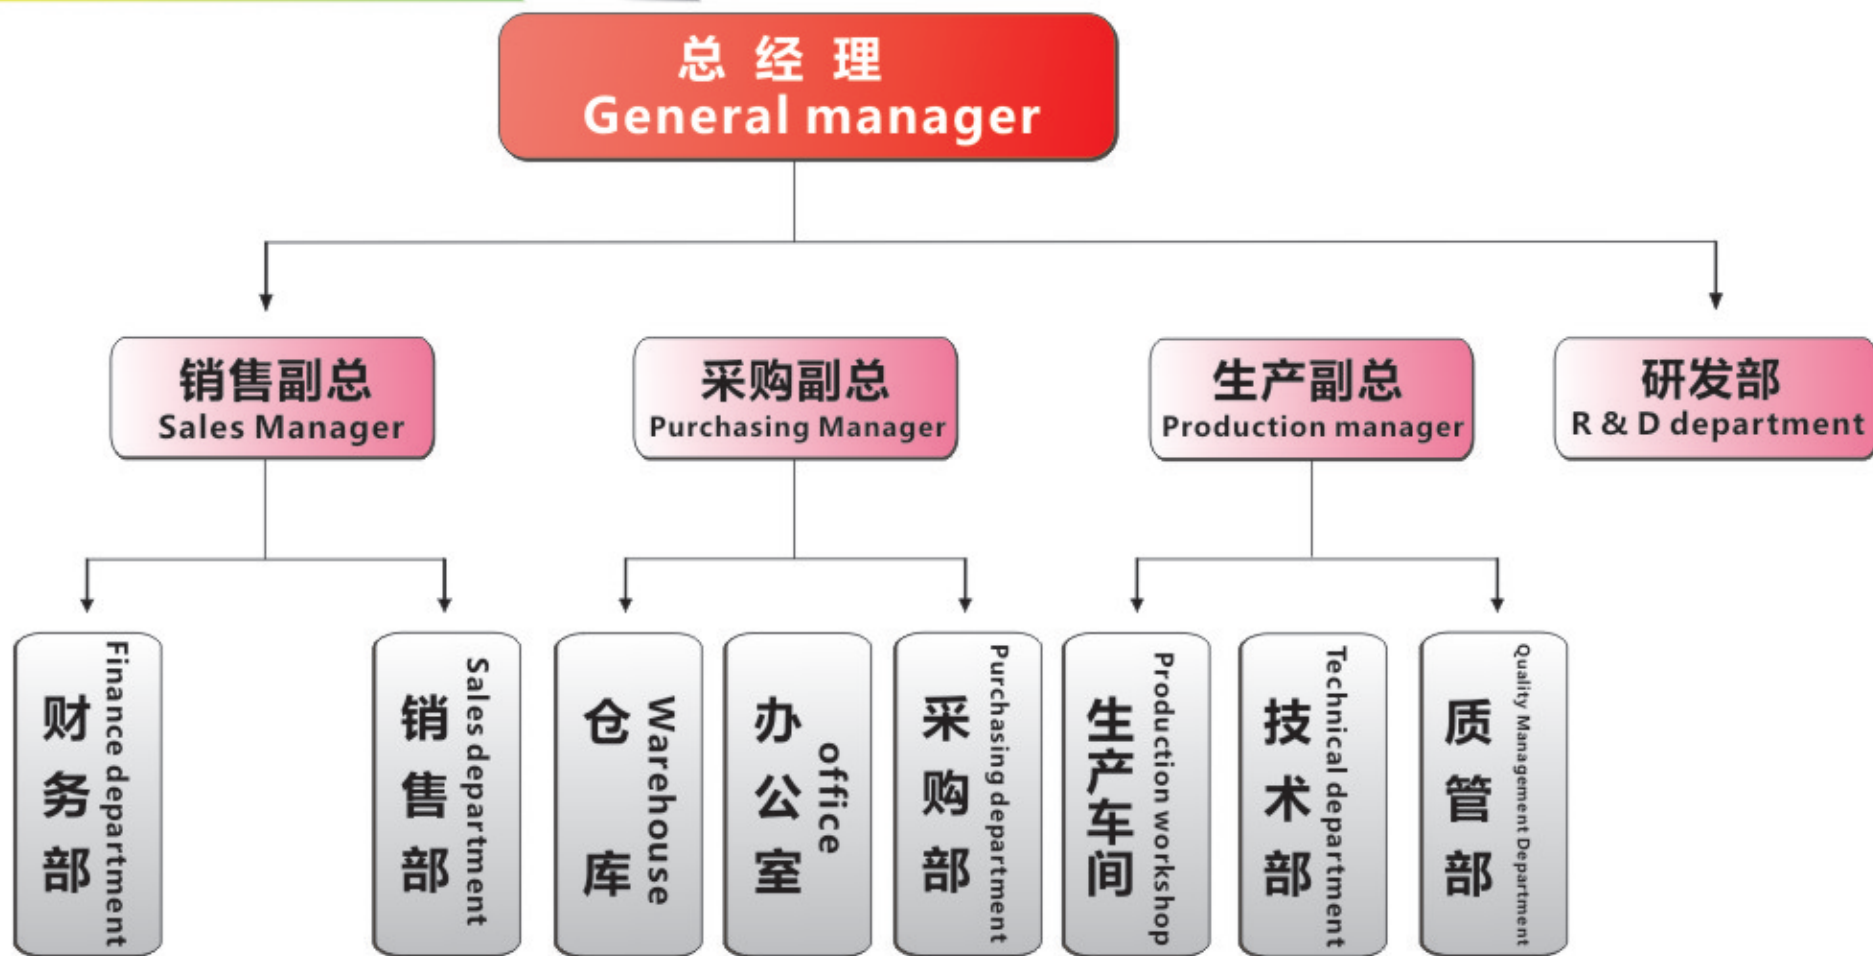 总经理
General manager
销售副总
Sales Manager
采购副总
Purchasing Manager
生产副总
Production manager
研发部
R & D department
财务部
Finance department
销售部
Sales department
仓库
Warehouse
办公室
office
采购部
Purchasing department
生产车间
Production workshop
技术部
Technical department
质管部
Quality Management Department